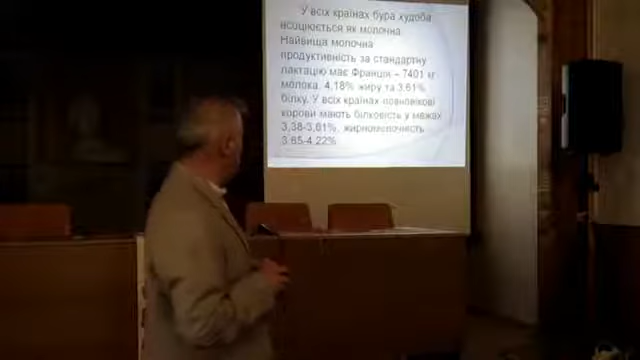 У всіх країнах бура худоба
асоціюється як молочна.
Найвища молочна
продуктивність за стандартну
лактацію має Франція – 7401 кг
молока, 4,18% жиру та 3,61%
білку. У всіх країнах повновікові
корови мають білковість у межах
3,38-3,61%, жирномолочність
3,65-4,22%